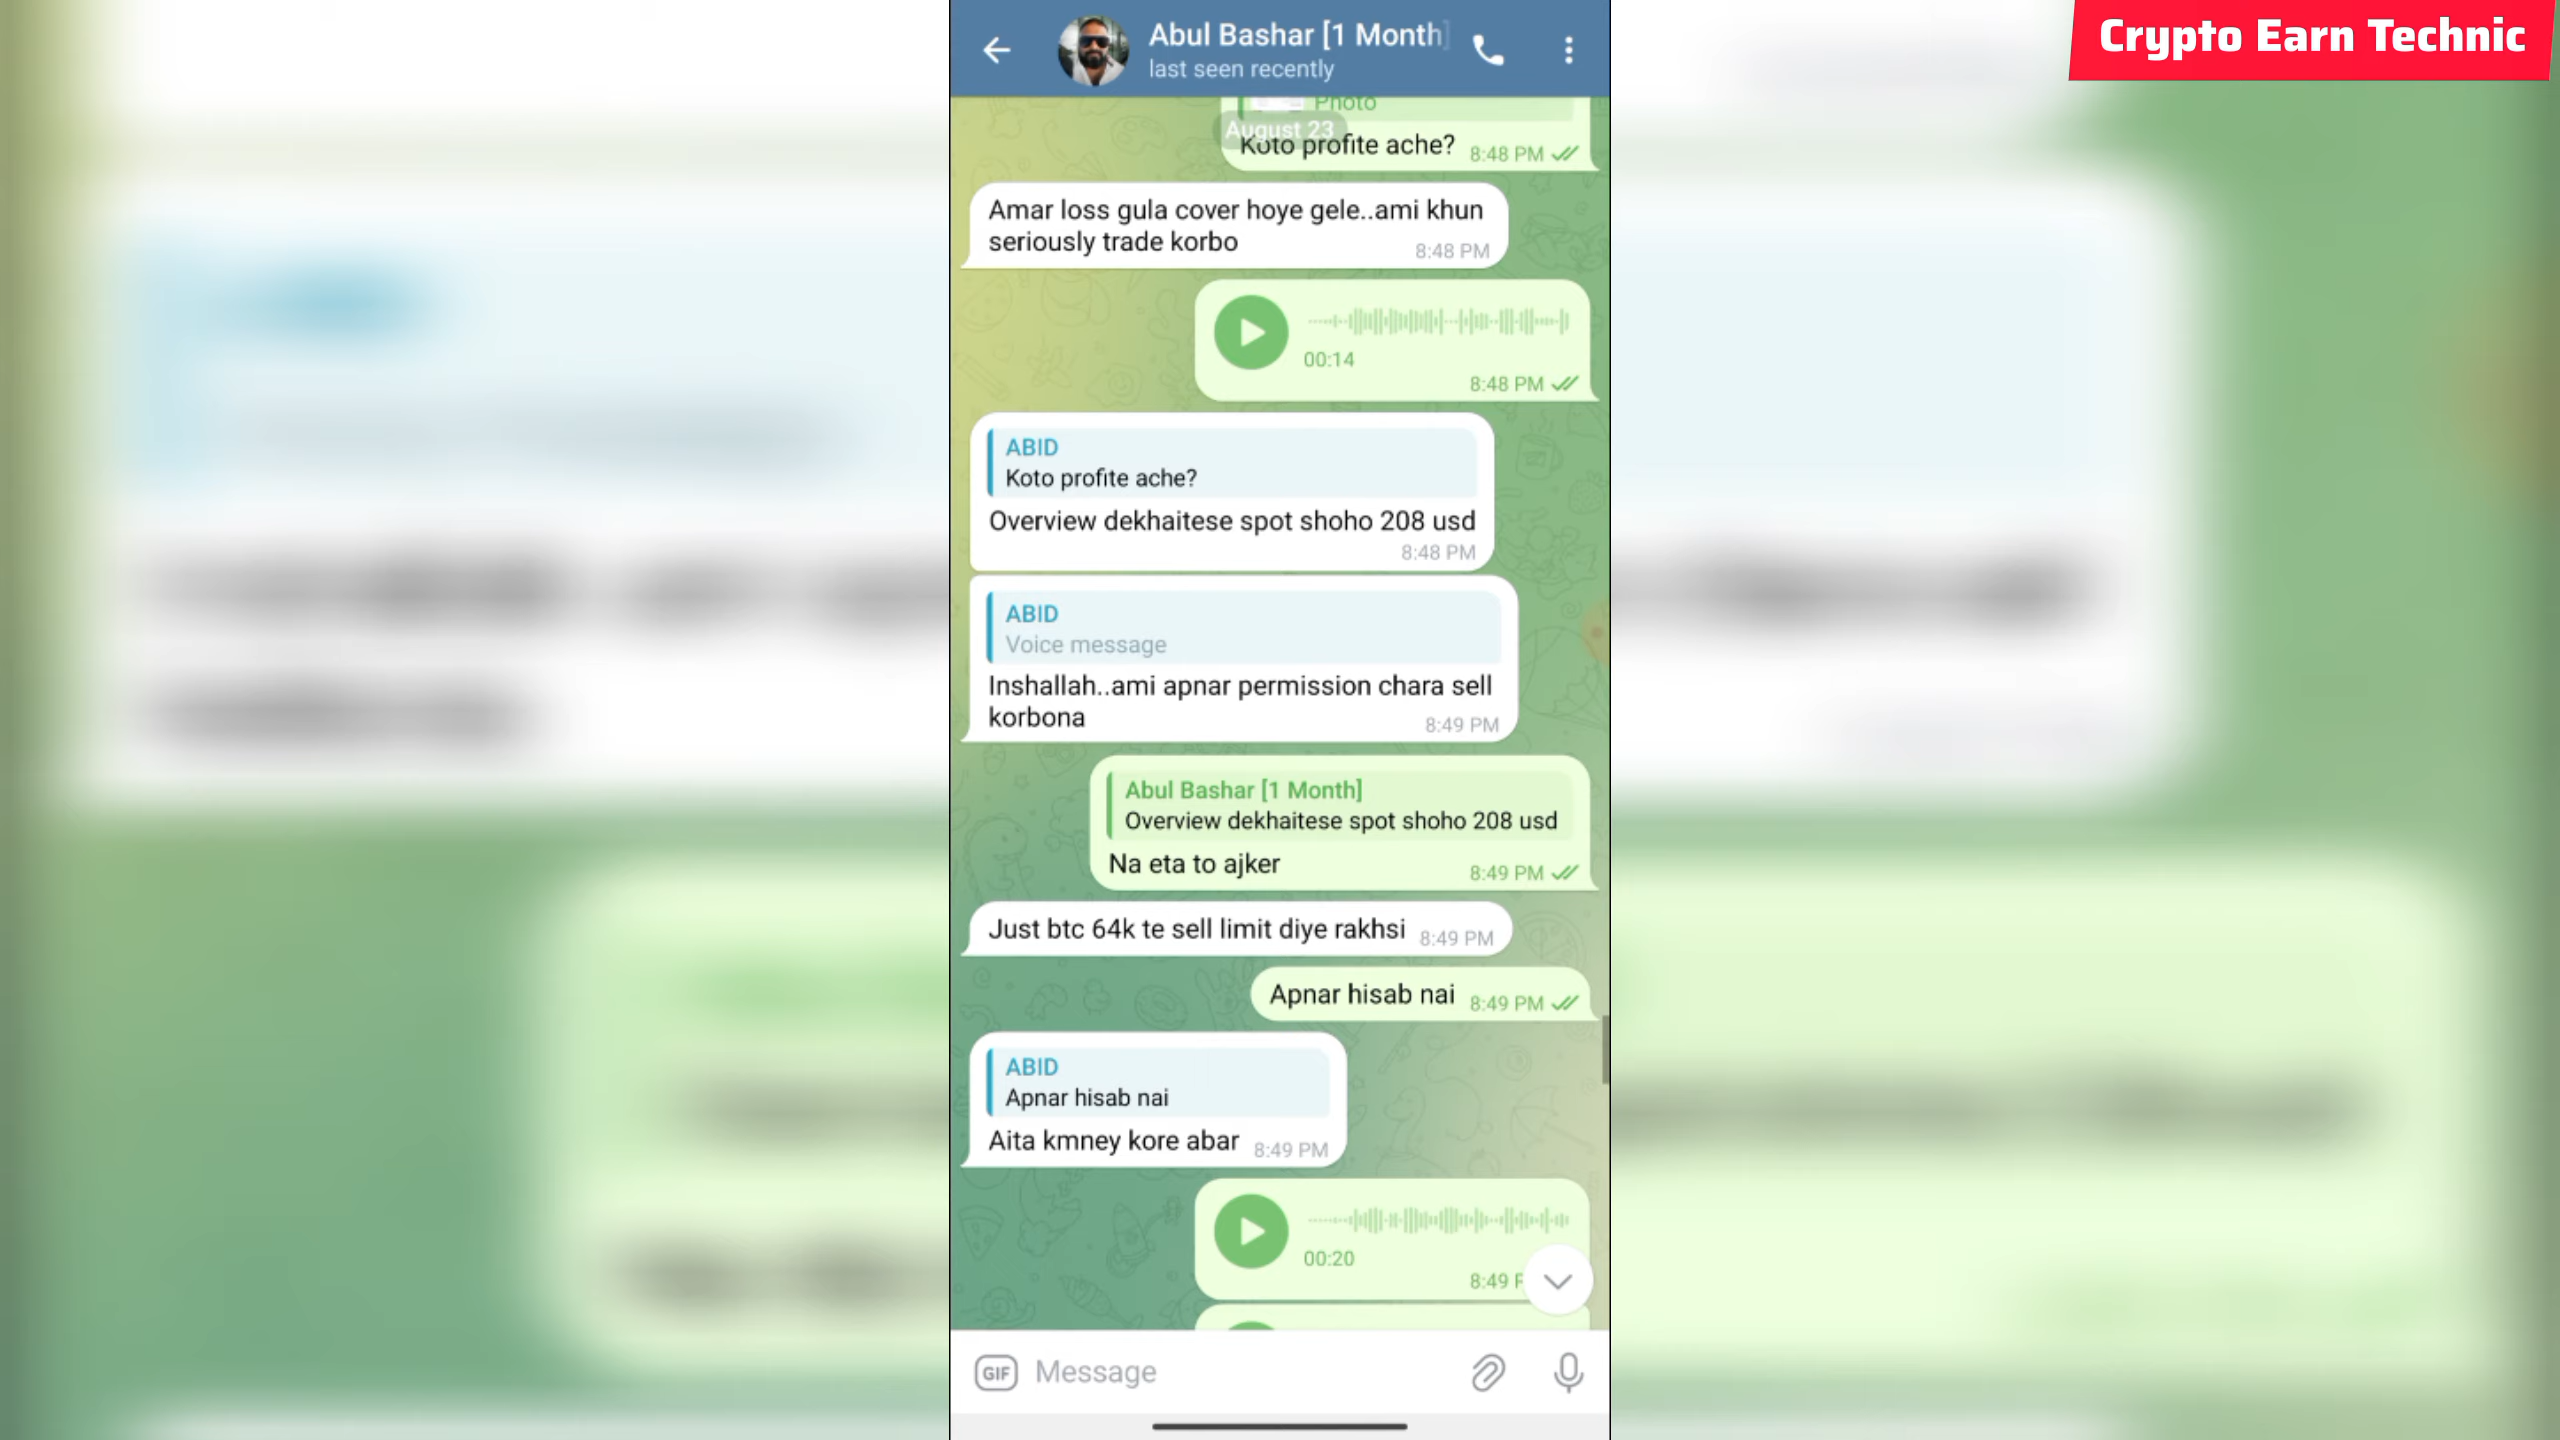 Crypto Earn Technic
Abul Bashar [1 Month]
last seen recently
Photo
August 23
Koto profite ache?
8:48 PM
Amar loss gula cover hoye gele..ami khun
seriously trade korbo
8:48 PM
00:14
8:48 PM
ABID
Koto profite ache?
Overview dekhaitese spot shoho 208 usd
8:48 PM
ABID
Voice message
Inshallah..ami apnar permission chara sell
korbona
8:49 PM
Abul Bashar [1 Month]
Overview dekhaitese spot shoho 208 usd
Na eta to ajker
8:49 PM
Just btc 64k te sell limit diye rakhsi
8:49 PM
Apnar hisab nai
8:49 PM
ABID
Apnar hisab nai
Aita kmney kore abar
8:49 PM
00:20
8:49 P
GIF
Message